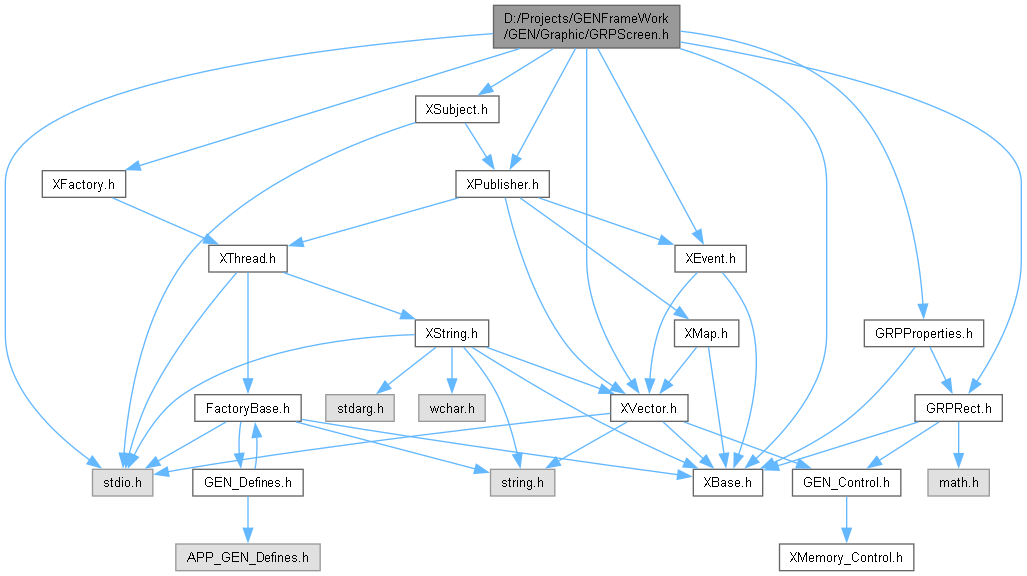 D:/Projects/GENFrameWork
/GEN/Graphic/GRPScreen.h
XSubject.h
XFactory.h
XPublisher.h
XThread.h
XEvent.h
XString.h
XMap.h
GRPProperties.h
FactoryBase.h
stdarg.h
wchar.h
XVector.h
GRPRect.h
stdio.h
GEN_Defines.h
string.h
XBase.h
GEN_Control.h
math.h
APP_GEN_Defines.h
XMemory_Control.h